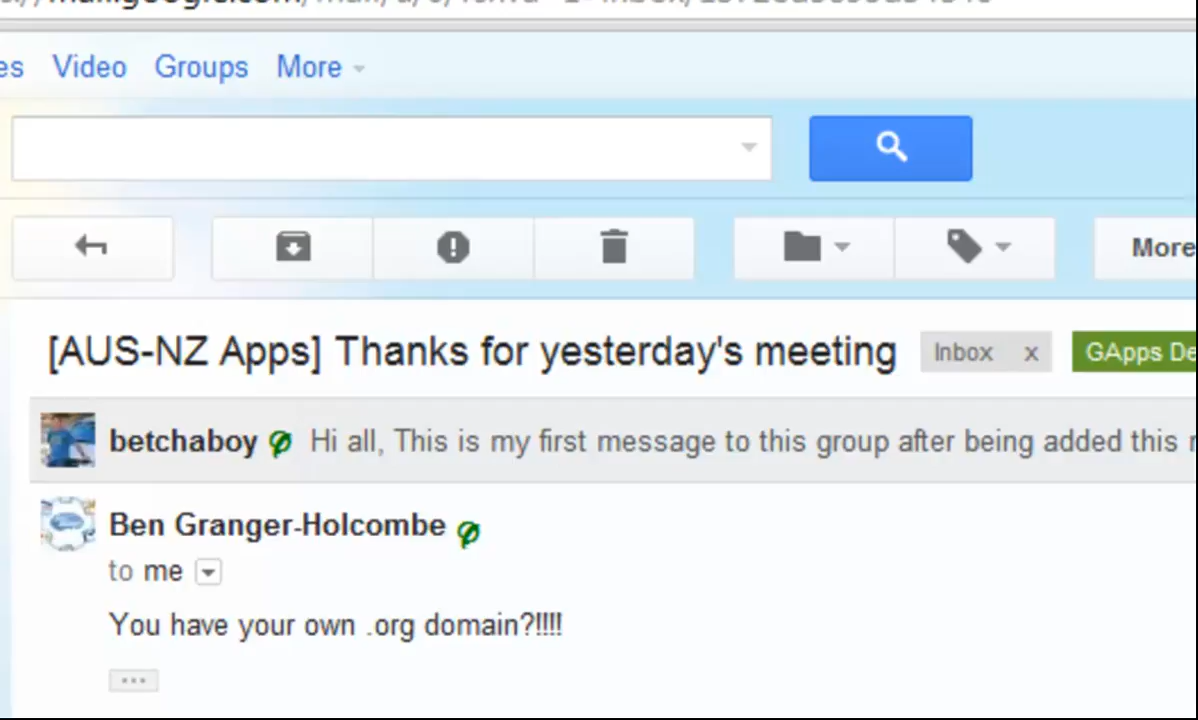 es Video Groups More
More
[AUS-NZ Apps] Thanks for yesterday's meeting Inbox x GApps De
betchaboy Hi all, This is my first message to this group after being added this
Ben Granger-Holcombe
to me
You have your own .org domain?!!!!